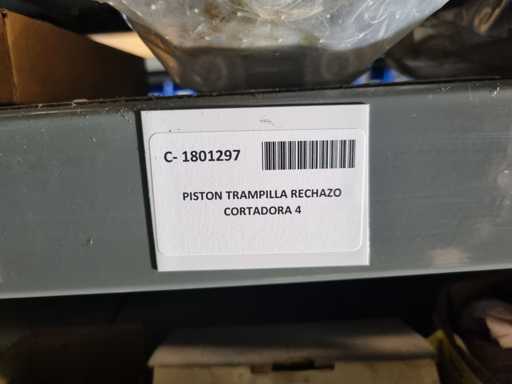 C- 1801297
PISTON TRAMPILLA RECHAZO
CORTADORA 4